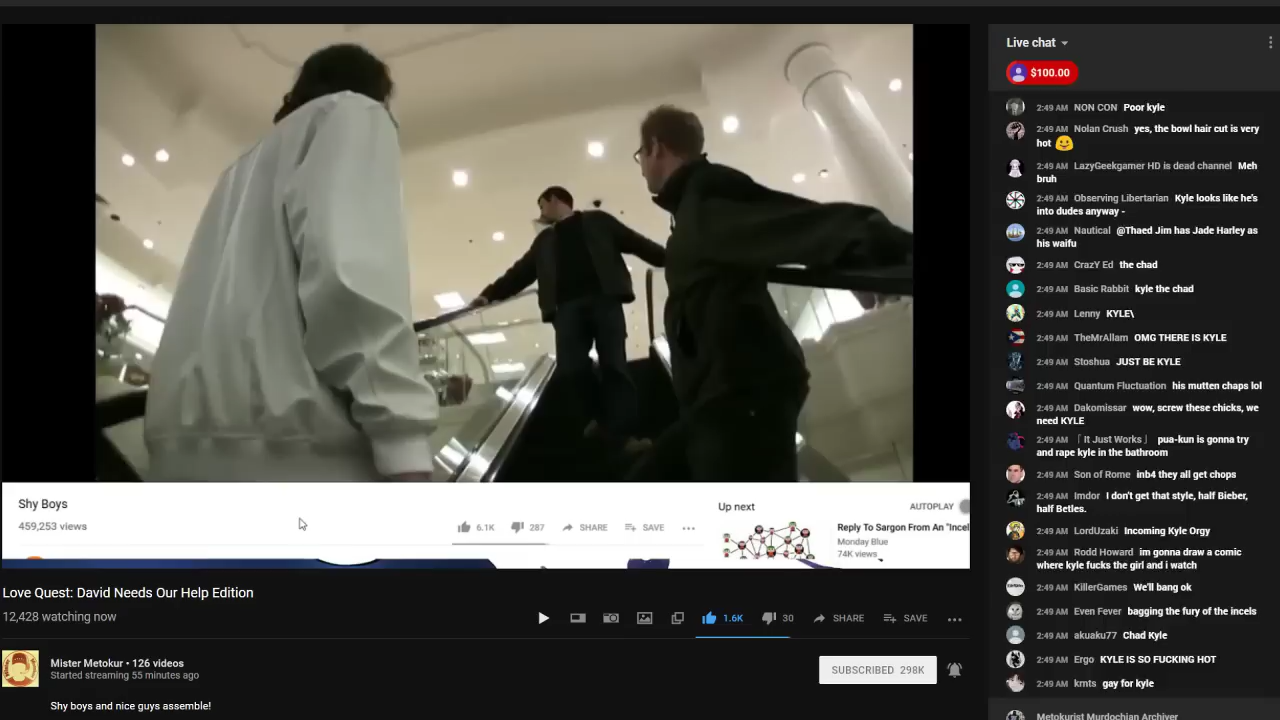 Shy Boys
459,253 views
6.1K 287 SHARE SAVE
Up next AUTOPLAY
Reply To Sargon From An "Incel
Monday Blue
74K views
Love Quest: David Needs Our Help Edition
12,428 watching now
1.6K 30 SHARE SAVE
Mister Metokur • 126 videos
Started streaming 55 minutes ago
SUBSCRIBED 298K
Shy boys and nice guys assemble!
Live chat
$100.00
2:49 AM NON CON Poor kyle
2:49 AM Nolan Crush yes, the bowl hair cut is very
hot
2:49 AM LazyGeekgamer HD is dead channel Meh
bruh
2:49 AM Observing Libertarian Kyle looks like he's
into dudes anyway -
2:49 AM Nautical @Thaed Jim has Jade Harley as
his waifu
2:49 AM CrazY Ed the chad
2:49 AM Basic Rabbit kyle the chad
2:49 AM Lenny KYLE\
2:49 AM TheMrAllam OMG THERE IS KYLE
2:49 AM Stoshua JUST BE KYLE
2:49 AM Quantum Fluctuation his mutten chaps lol
2:49 AM Dakomissar wow, screw these chicks, we
need KYLE
2:49 AM 「 It Just Works 」 pua-kun is gonna try
and rape kyle in the bathroom
2:49 AM Son of Rome inb4 they all get chops
2:49 AM Imdor I don't get that style, half Bieber,
half Betles.
2:49 AM LordUzaki Incoming Kyle Orgy
2:49 AM Rodd Howard im gonna draw a comic
where kyle fucks the girl and i watch
2:49 AM KillerGames We'll bang ok
2:49 AM Even Fever bagging the fury of the incels
2:49 AM akuaku77 Chad Kyle
2:49 AM Ergo KYLE IS SO FUCKING HOT
2:49 AM kmts gay for kyle
Metokurist Murdochian Archiver